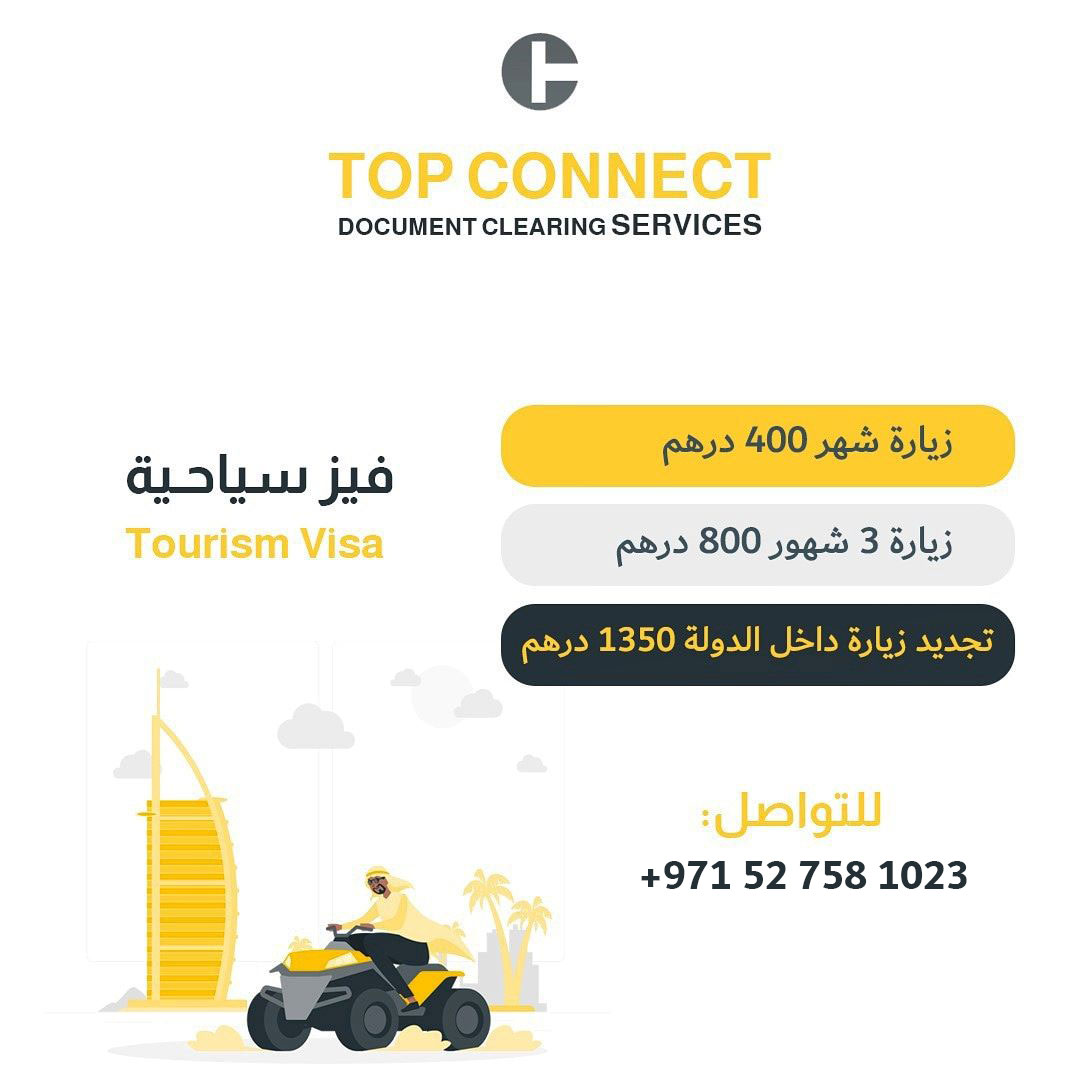 TOP CONNECT
DOCUMENT CLEARING SERVICES
فيز سياحية
Tourism Visa
زيارة شهر 400 درهم
زيارة 3 شهور 800 درهم
تجديد زيارة داخل الدولة 1350 درهم
للتواصل:
+971 52 758 1023